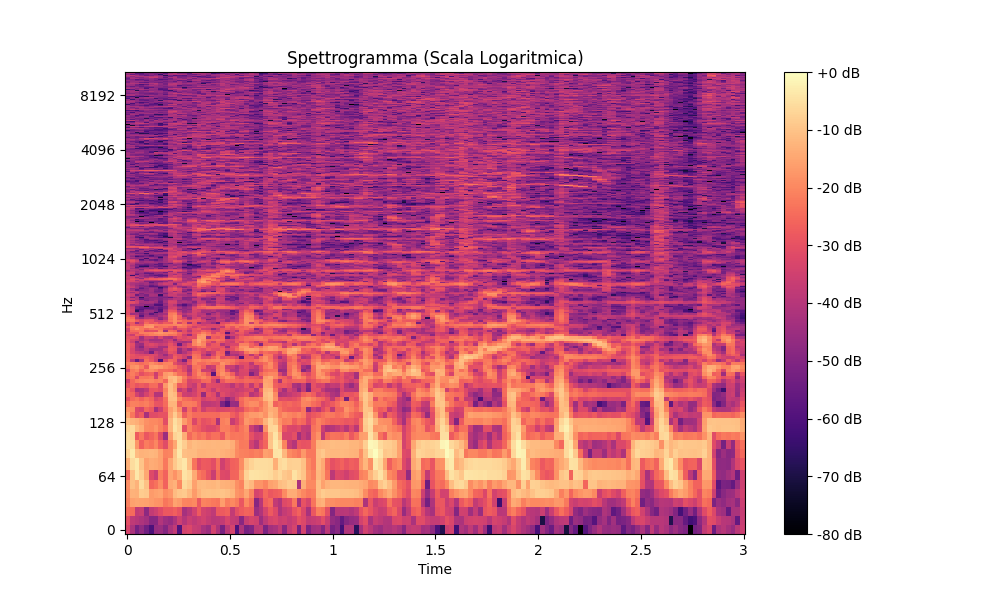 Spettrogramma (Scala Logaritmica)
8192
4096
2048
1024
512
256
128
64
0
Hz
0
0.5
1
1.5
2
2.5
3
Time
+0 dB
-10 dB
-20 dB
-30 dB
-40 dB
-50 dB
-60 dB
-70 dB
-80 dB